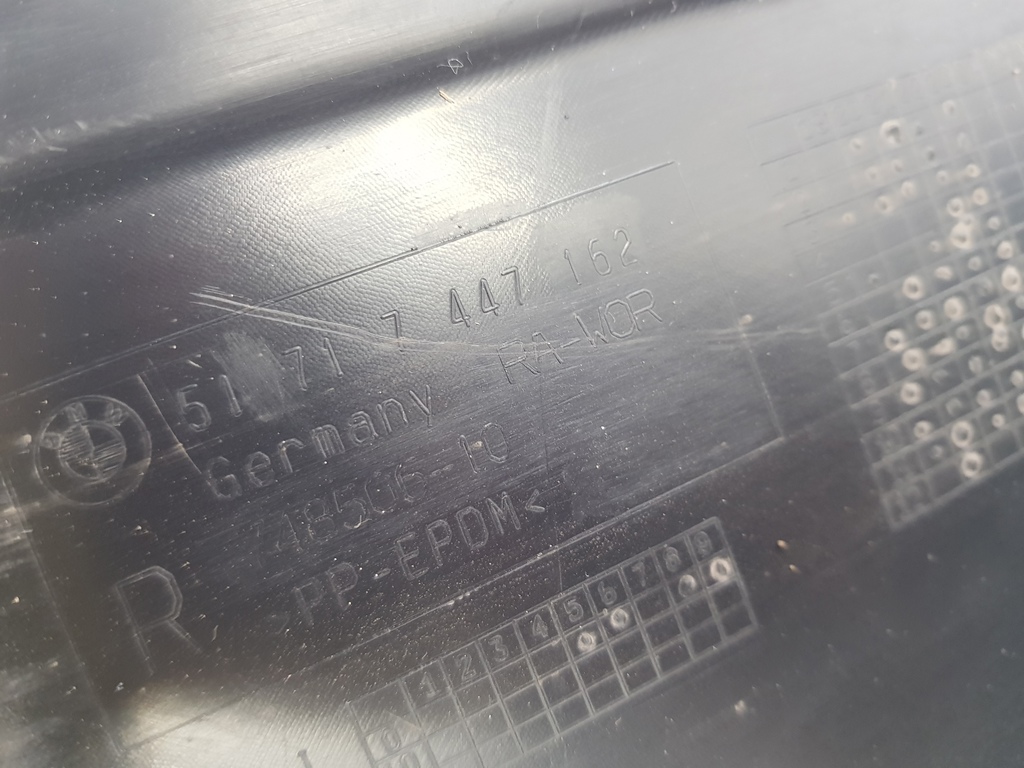 51 71 7 447 162
Germany RA-WOR
48506-10
>PP-EPDM<
R
0 1 2 3 4 5 6 7 8 9